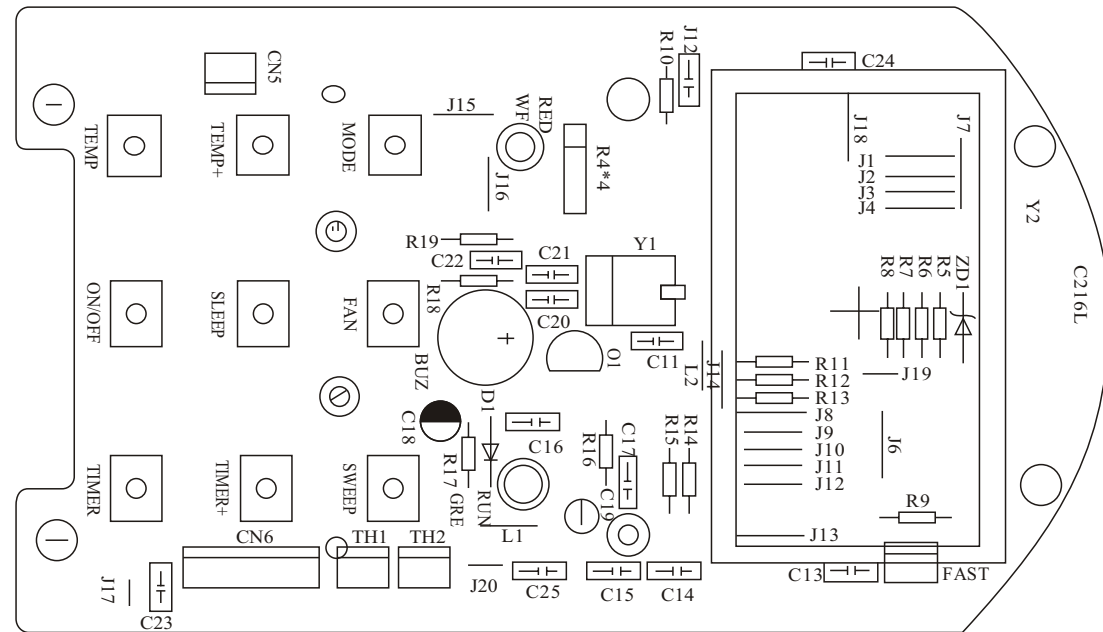 CN5
J15
WF
RED
R10
J12
C24
TEMP
TEMP+
MODE
J16
R4*4
J18
J7
J1
J2
J3
J4
Y2
R19
C22
C21
Y1
R18
C20
ON/OFF
SLEEP
FAN
R8
R7
R6
R5
ZD1
C216L
BUZ
O1
C11
L2
J14
R11
R12
R13
J19
D1
C18
C16
R17
R16
C17
R15
R14
J8
J9
J10
J11
J12
J6
TIMER
TIMER+
SWEEP
GRE
RUN
C19
R9
CN6
TH1
TH2
L1
J13
J17
C23
J20
C25
C15
C14
C13
FAST